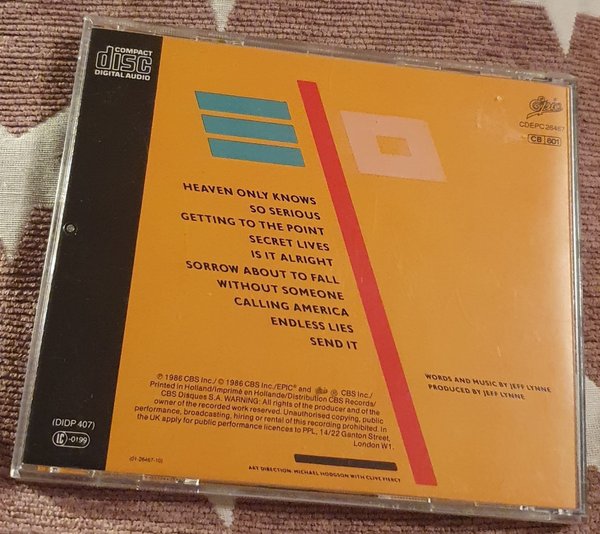 COMPACT
disc
DIGITAL AUDIO
Epic
CDEPC 26467
CB 601
HEAVEN ONLY KNOWS
SO SERIOUS
GETTING TO THE POINT
SECRET LIVES
IS IT ALRIGHT
SORROW ABOUT TO FALL
WITHOUT SOMEONE
CALLING AMERICA
ENDLESS LIES
SEND IT
WORDS AND MUSIC BY JEFF LYNNE
PRODUCED BY JEFF LYNNE
℗ 1986 CBS Inc./ © 1986 CBS Inc./EPIC® and Epic ® CBS Inc./
Printed in Holland/imprimé en Hollande/Distribution CBS Records/
CBS Disques S.A. WARNING: All rights of the producer and of the
owner of the recorded work reserved. Unauthorised copying, public
performance, broadcasting, hiring or rental of this recording prohibited. In
the UK apply for public performance licences to PPL, 14/22 Ganton Street,
London W1.
(DIDP 407)
LC -0199
(01-26467-10)
ART DIRECTION: MICHAEL HODGSON WITH CLIVE PIERCY